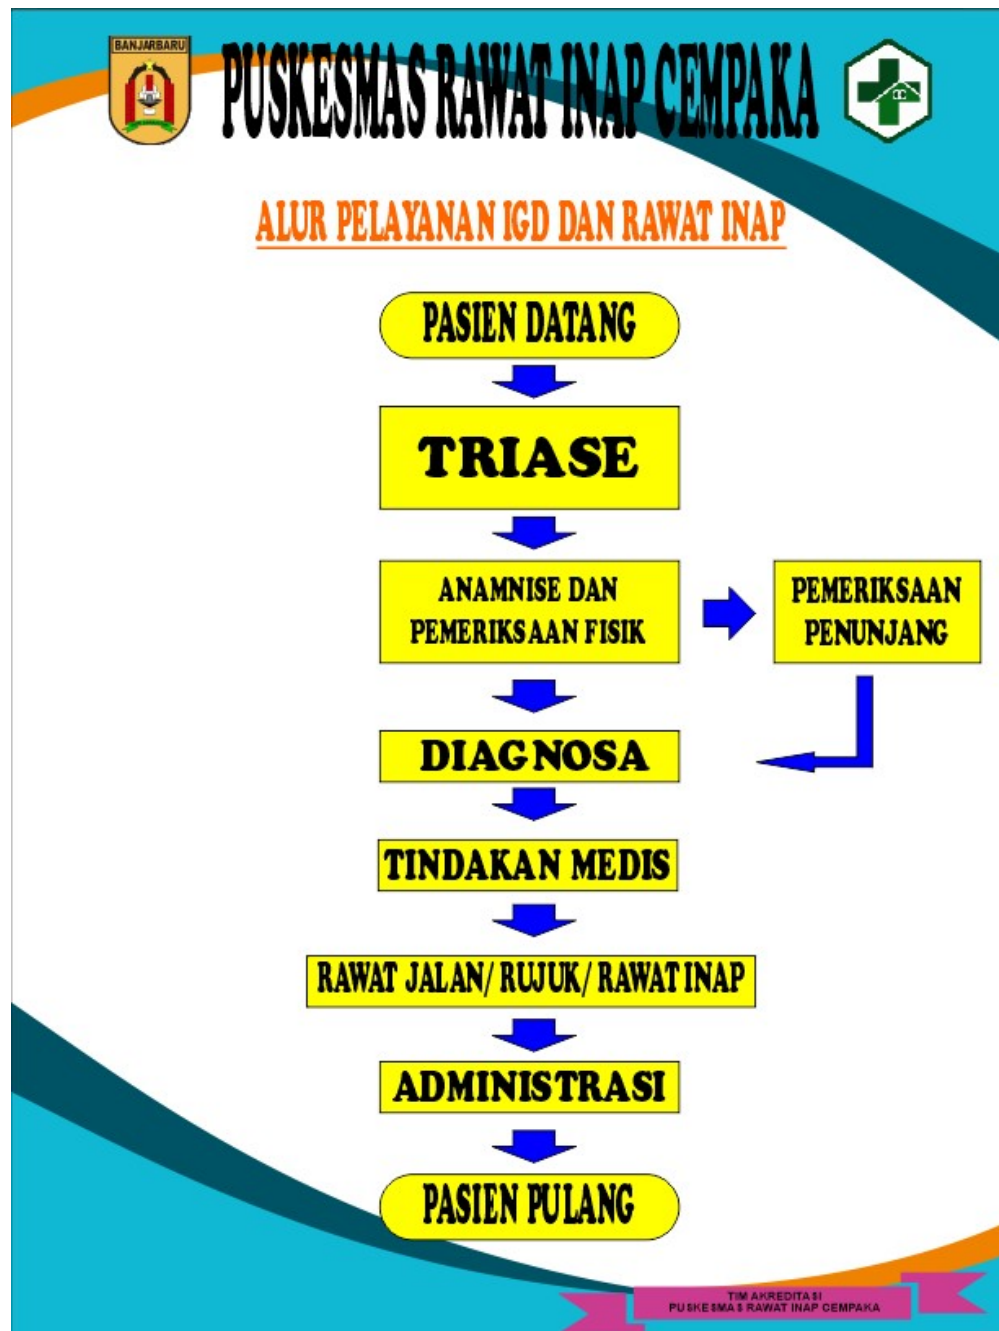 BANJARBARU
PUSKESMAS RAWAT INAP CEMPAKA
ALUR PELAYANAN IGD DAN RAWAT INAP
PASIEN DATANG
TRIASE
ANAMNISE DAN
PEMERIKSAAN FISIK
PEMERIKSAAN
PENUNJANG
DIAGNOSA
TINDAKAN MEDIS
RAWAT JALAN/ RUJUK/ RAWAT INAP
ADMINISTRASI
PASIEN PULANG
TIM AKREDITASI
PUSKESMAS RAWAT INAP CEMPAKA